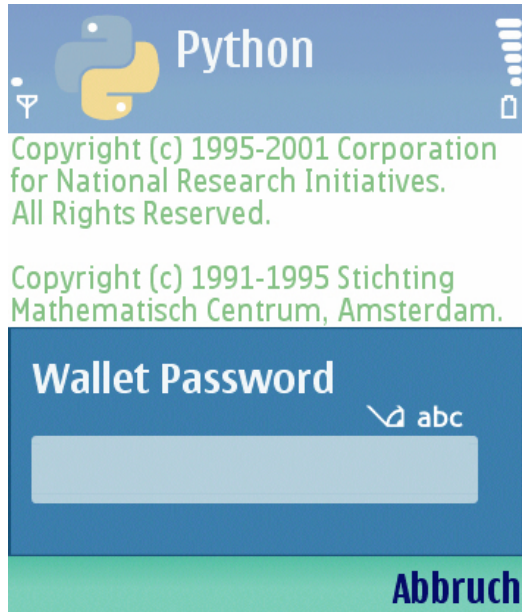 Python
Copyright (c) 1995-2001 Corporation
for National Research Initiatives.
All Rights Reserved.
Copyright (c) 1991-1995 Stichting
Mathematisch Centrum, Amsterdam.
Wallet Password
abc
Abbruch